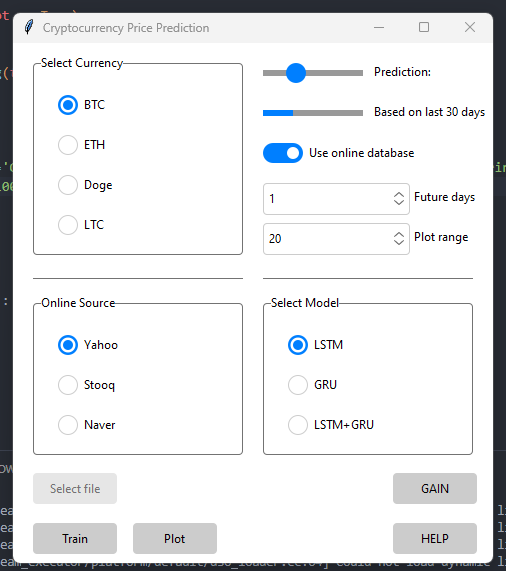 Cryptocurrency Price Prediction
Select Currency
BTC
ETH
Doge
LTC
Prediction:
Based on last 30 days
Use online database
1
Future days
20
Plot range
Online Source
Yahoo
Stooq
Naver
Select Model
LSTM
GRU
LSTM+GRU
Select file
GAIN
Train
Plot
HELP